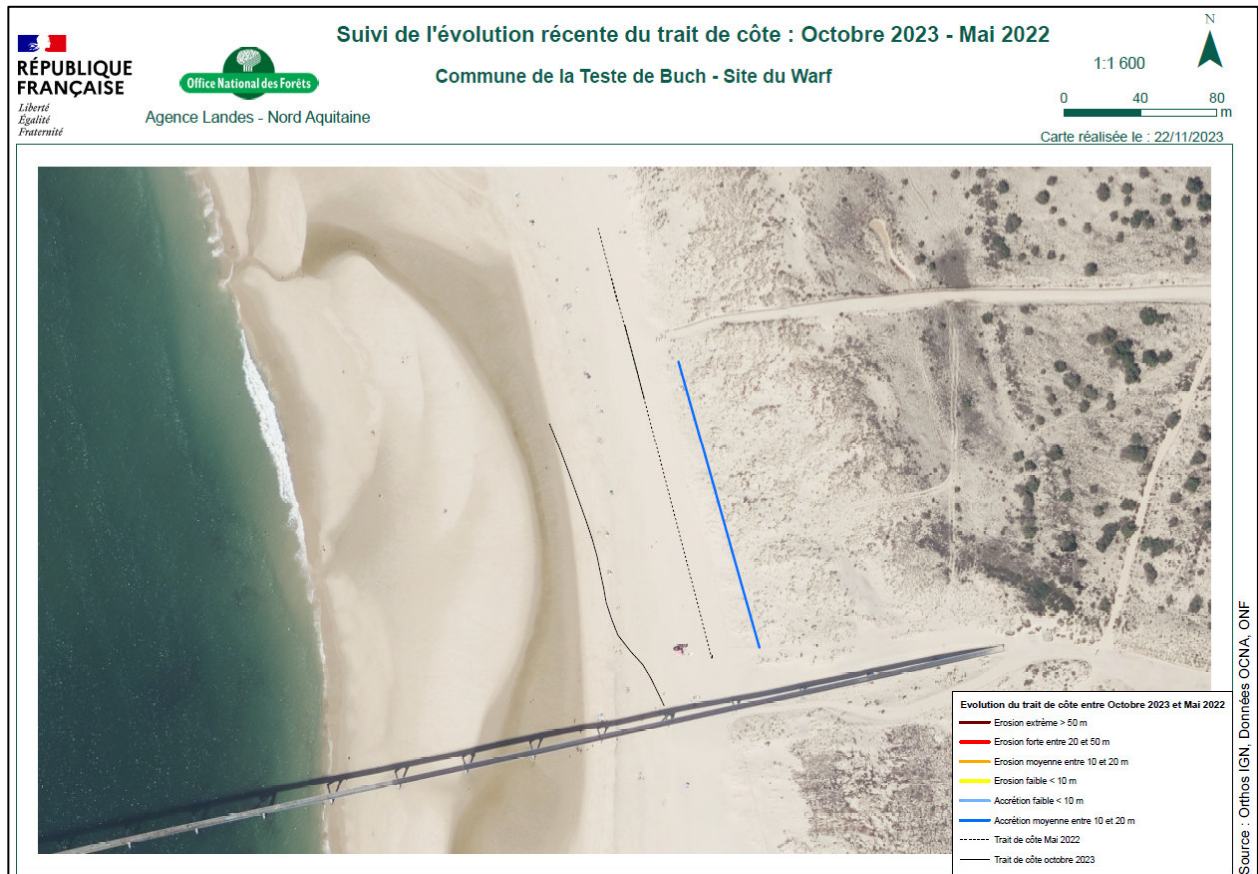 Suivi de l'évolution récente du trait de côte : Octobre 2023 - Mai 2022
Commune de la Teste de Buch - Site du Warf
RÉPUBLIQUE
FRANÇAISE
Liberté
Égalité
Fraternité
Office National des Forêts
Agence Landes - Nord Aquitaine
N
1:1 600
0 40 80
m
Carte réalisée le : 22/11/2023
Evolution du trait de côte entre Octobre 2023 et Mai 2022
Erosion extrême > 50 m
Erosion forte entre 20 et 50 m
Erosion moyenne entre 10 et 20 m
Erosion faible < 10 m
Accrétion faible < 10 m
Accrétion moyenne entre 10 et 20 m
Trait de côte Mai 2022
Trait de côte octobre 2023
Source : Orthos IGN, Données OCNA, ONF